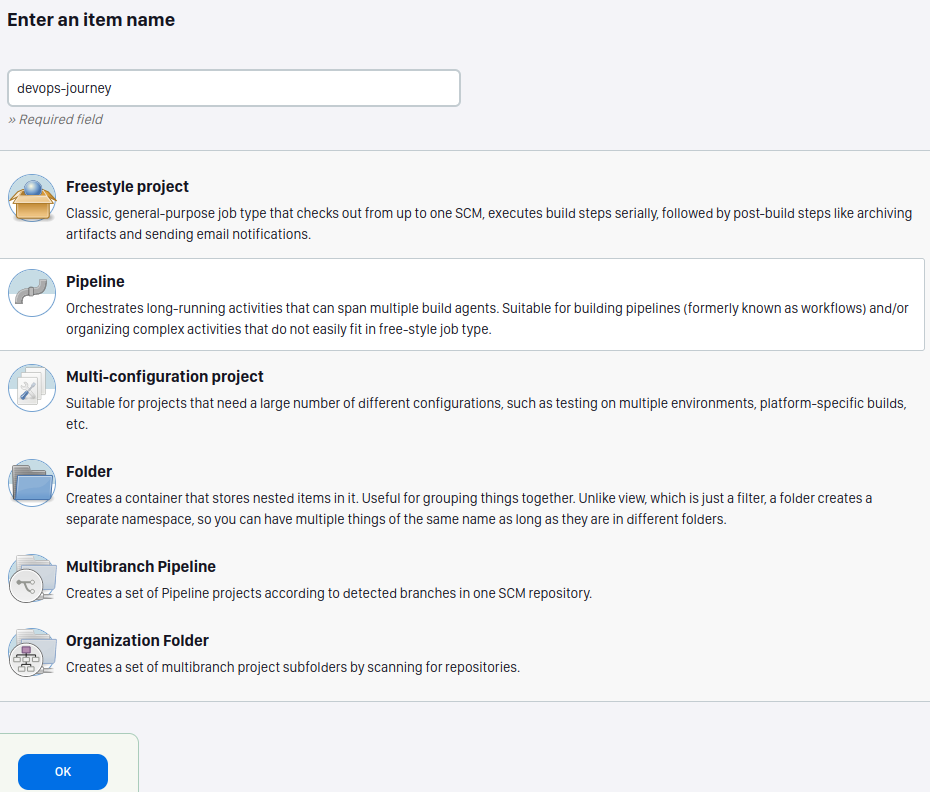 Enter an item name
devops-journey
» Required field
Freestyle project
Classic, general-purpose job type that checks out from up to one SCM, executes build steps serially, followed by post-build steps like archiving
artifacts and sending email notifications.
Pipeline
Orchestrates long-running activities that can span multiple build agents. Suitable for building pipelines (formerly known as workflows) and/or
organizing complex activities that do not easily fit in free-style job type.
Multi-configuration project
Suitable for projects that need a large number of different configurations, such as testing on multiple environments, platform-specific builds,
etc.
Folder
Creates a container that stores nested items in it. Useful for grouping things together. Unlike view, which is just a filter, a folder creates a
separate namespace, so you can have multiple things of the same name as long as they are in different folders.
Multibranch Pipeline
Creates a set of Pipeline projects according to detected branches in one SCM repository.
Organization Folder
Creates a set of multibranch project subfolders by scanning for repositories.
OK